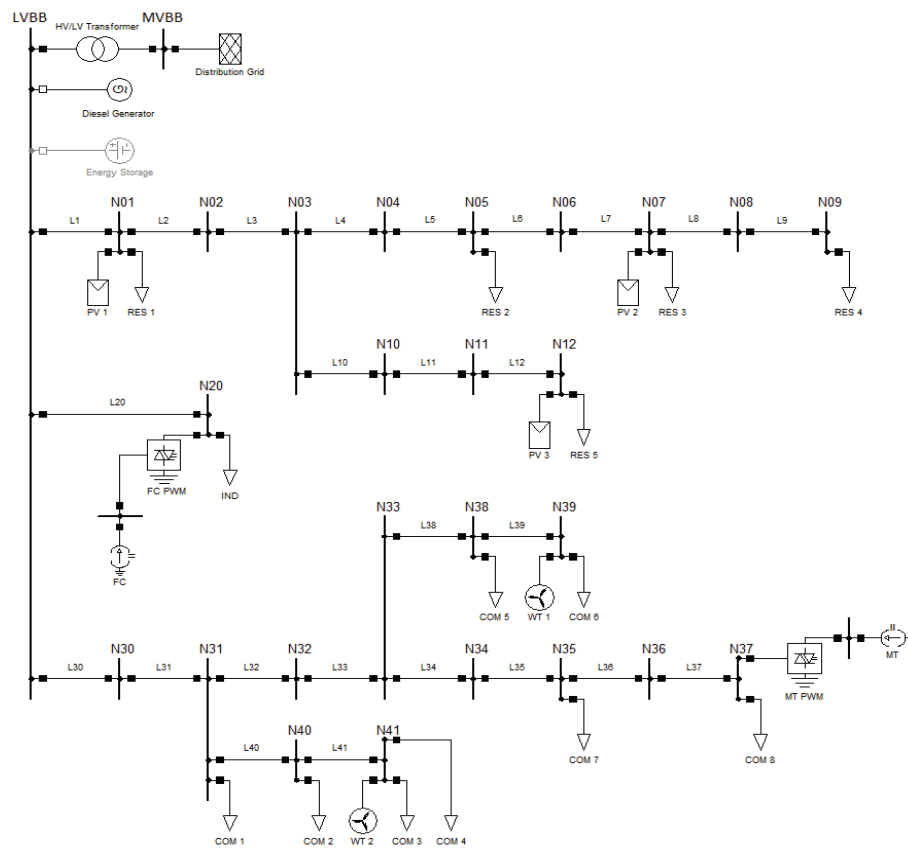 LVBB
HV/LV Transformer
MVBB
Distribution Grid
Diesel Generator
Energy Storage
N01 N02 N03 N04 N05 N06 N07 N08 N09
L1 L2 L3 L4 L5 L6 L7 L8 L9
PV 1 RES 1 RES 2 PV 2 RES 3 RES 4
N10 N11 N12
L10 L11 L12
N20
L20
PV 3 RES 5
FC PWM
IND
FC
N33 N38 N39
L38 L39
COM 5 WT 1 COM 6
N30 N31 N32 N34 N35 N36 N37
MT
L30 L31 L32 L33 L34 L35 L36 L37
MT PWM
N40 N41
L40 L41
COM 7 COM 8
COM 1 COM 2 WT 2 COM 3 COM 4